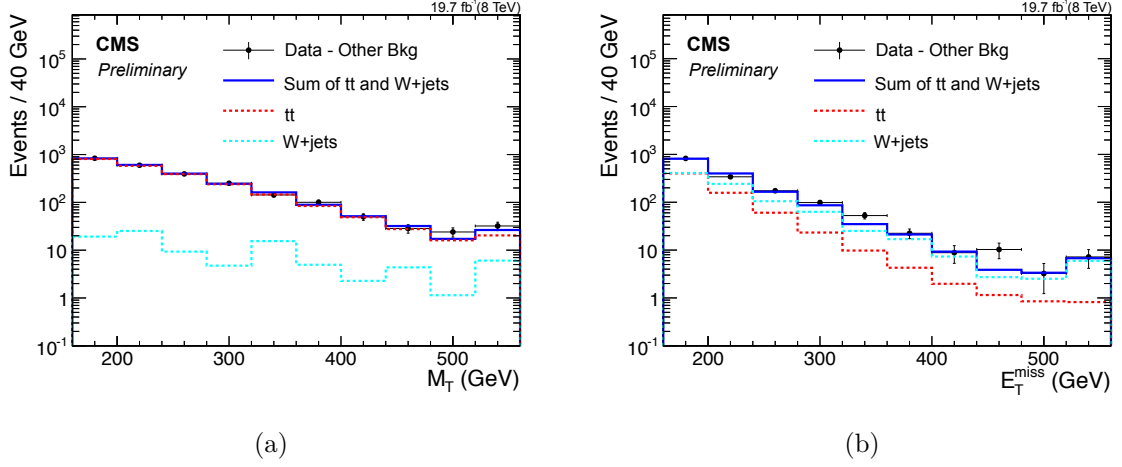 19.7 fb⁻¹(8 TeV)
CMS
Preliminary
Data - Other Bkg
Sum of tt and W+jets
tt
W+jets
Events / 40 GeV
10⁵
10⁴
10³
10²
10
1
10⁻¹
200 300 400 500
M_T (GeV)
(a)
19.7 fb⁻¹(8 TeV)
CMS
Preliminary
Data - Other Bkg
Sum of tt and W+jets
tt
W+jets
Events / 40 GeV
10⁵
10⁴
10³
10²
10
1
10⁻¹
200 300 400 500
E_T^miss (GeV)
(b)